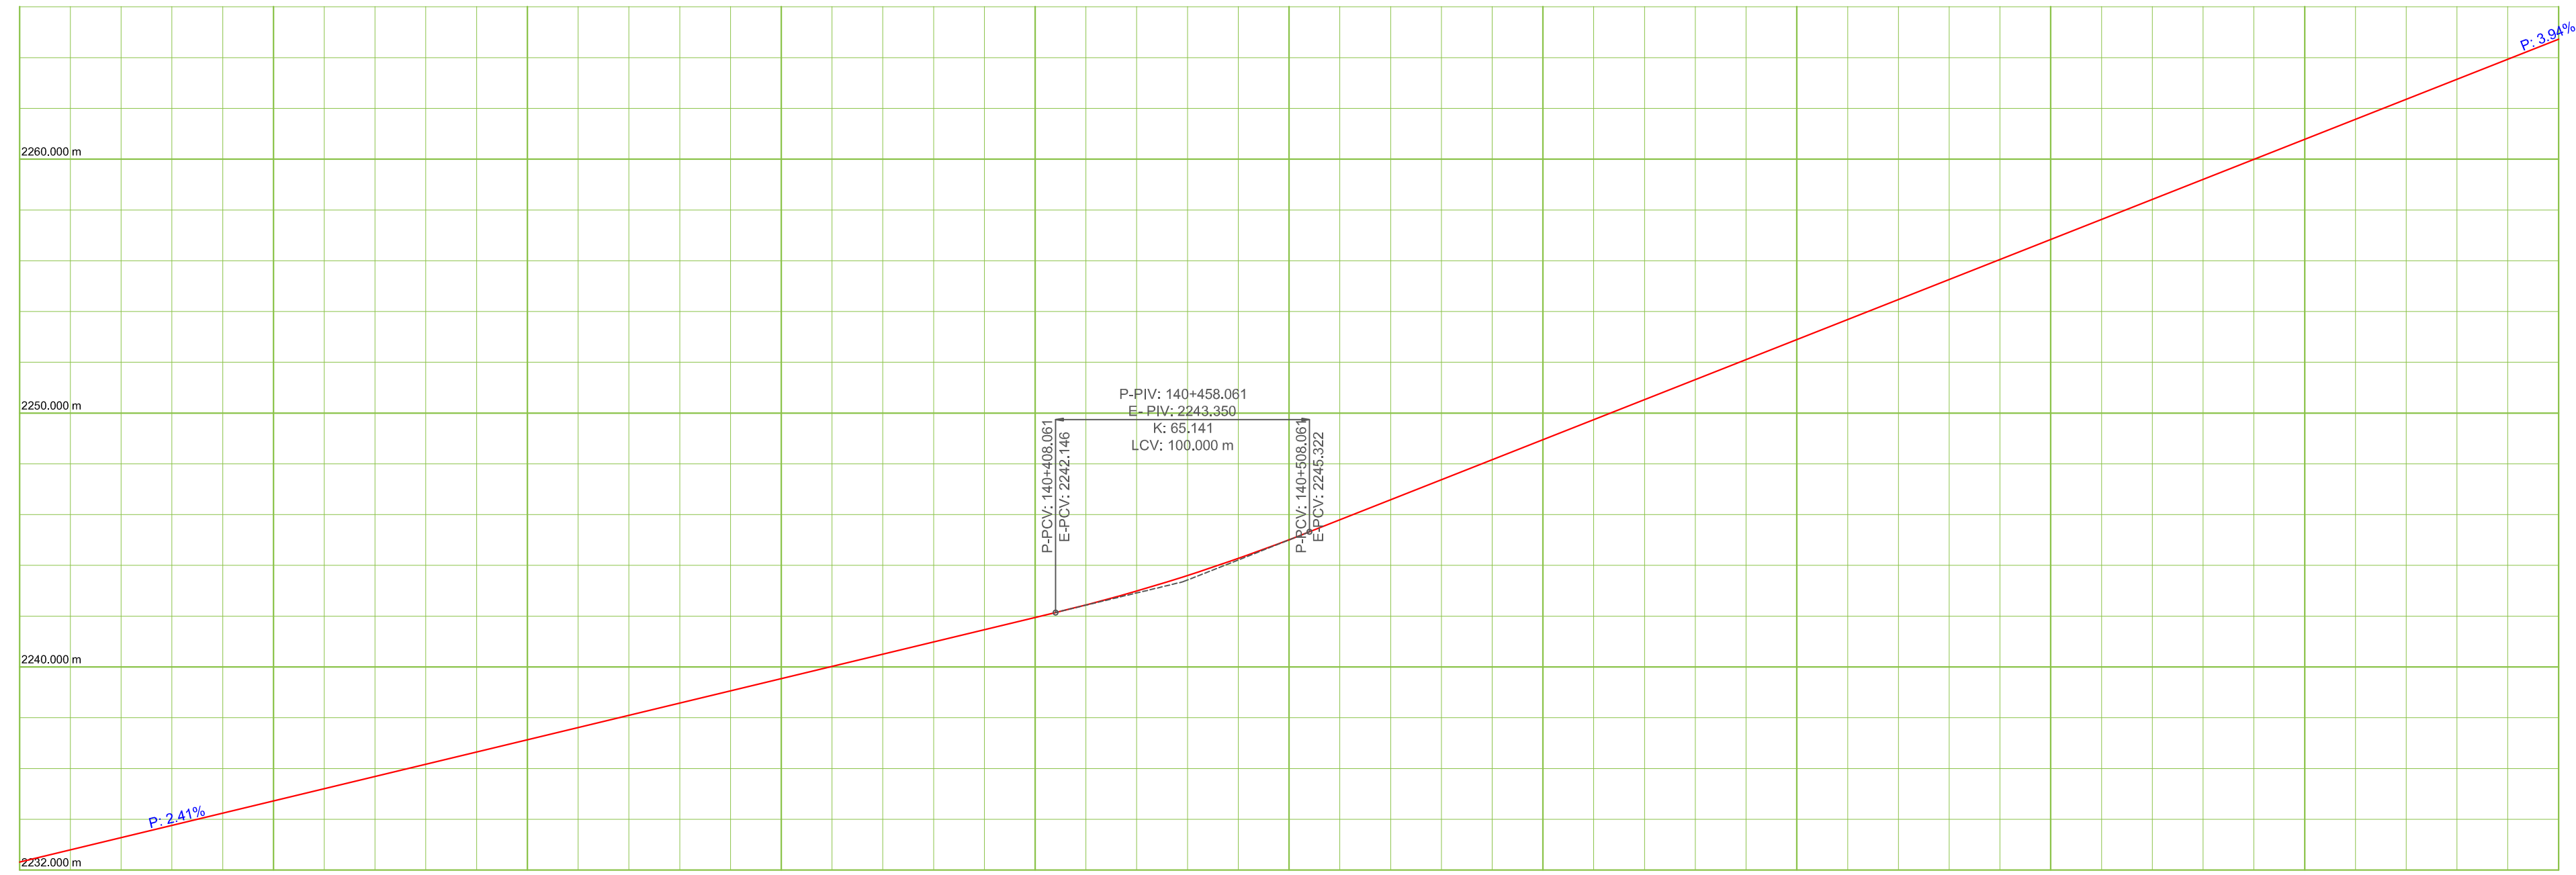 P: 3.94%
2260.000 m
2250.000 m
P-PIV: 140+458.061
E- PIV: 2243.350
K: 65.141
LCV: 100.000 m
P-PCV: 140+408.061
E-PCV: 2242.146
P-PCV: 140+508.061
E-PCV: 2245.322
2240.000 m
P: 2.41%
2232.000 m